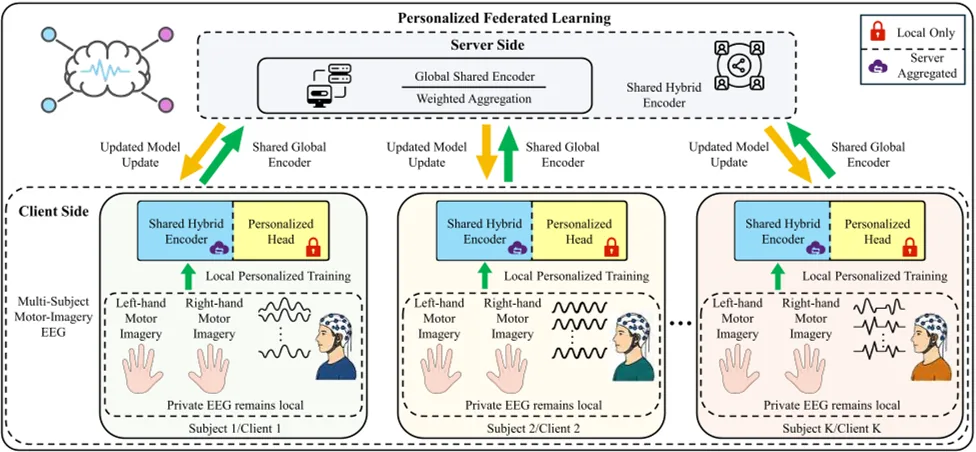 Personalized Federated Learning
Server Side
Global Shared Encoder
Weighted Aggregation
Shared Hybrid
Encoder
Local Only
Server
Aggregated
Updated Model
Update
Shared Global
Encoder
Updated Model
Update
Shared Global
Encoder
Updated Model
Update
Shared Global
Encoder
Client Side
Multi-Subject
Motor-Imagery
EEG
Shared Hybrid
Encoder
Personalized
Head
Local Personalized Training
Left-hand
Motor
Imagery
Right-hand
Motor
Imagery
Private EEG remains local
Subject 1/Client 1
Shared Hybrid
Encoder
Personalized
Head
Local Personalized Training
Left-hand
Motor
Imagery
Right-hand
Motor
Imagery
Private EEG remains local
Subject 2/Client 2
Shared Hybrid
Encoder
Personalized
Head
Local Personalized Training
Left-hand
Motor
Imagery
Right-hand
Motor
Imagery
Private EEG remains local
Subject K/Client K